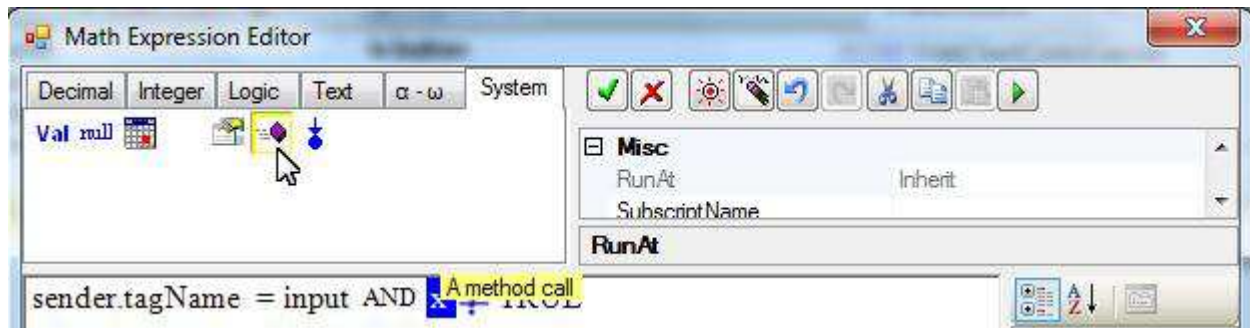 Math Expression Editor
Decimal Integer Logic Text α - ω System
Val null
Misc
RunAt Inherit
SubscriptName
RunAt
sender.tagName = input AND x TRUE
A method call